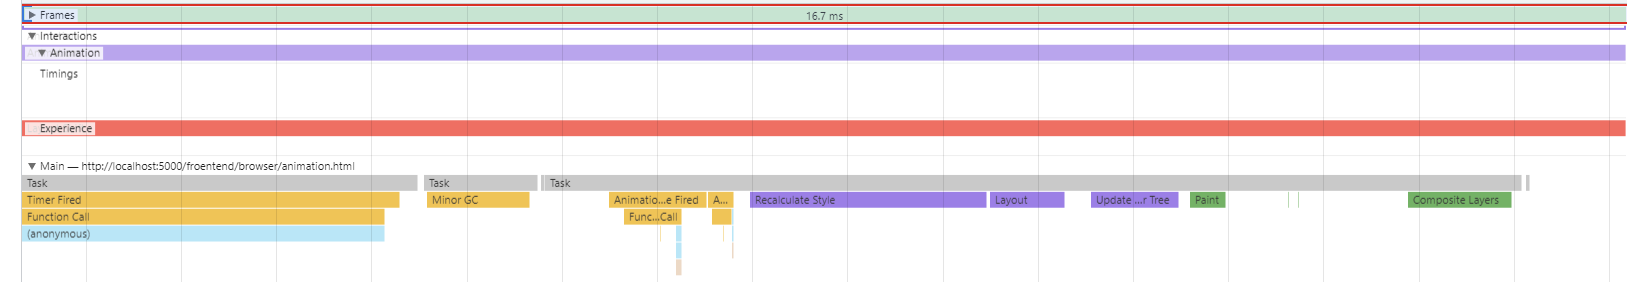 Frames 16.7 ms
Interactions
Animation
Timings
Experience
Main — http://localhost:5000/froentend/browser/animation.html
Task Task Task
Timer Fired Minor GC Animatio...e Fired A... Recalculate Style Layout Update ...r Tree Paint Composite Layers
Function Call Func...Call
(anonymous)